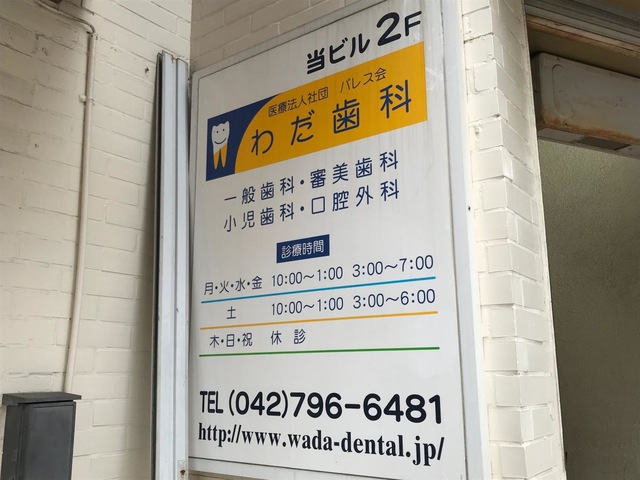 当ビル2F
医療法人社団 パレス会
わだ歯科
一般歯科・審美歯科
小児歯科・口腔外科
診療時間
月・火・水・金 10:00～1:00 3:00～7:00
土 10:00～1:00 3:00～6:00
木・日・祝 休診
TEL(042)796-6481
http://www.wada-dental.jp/